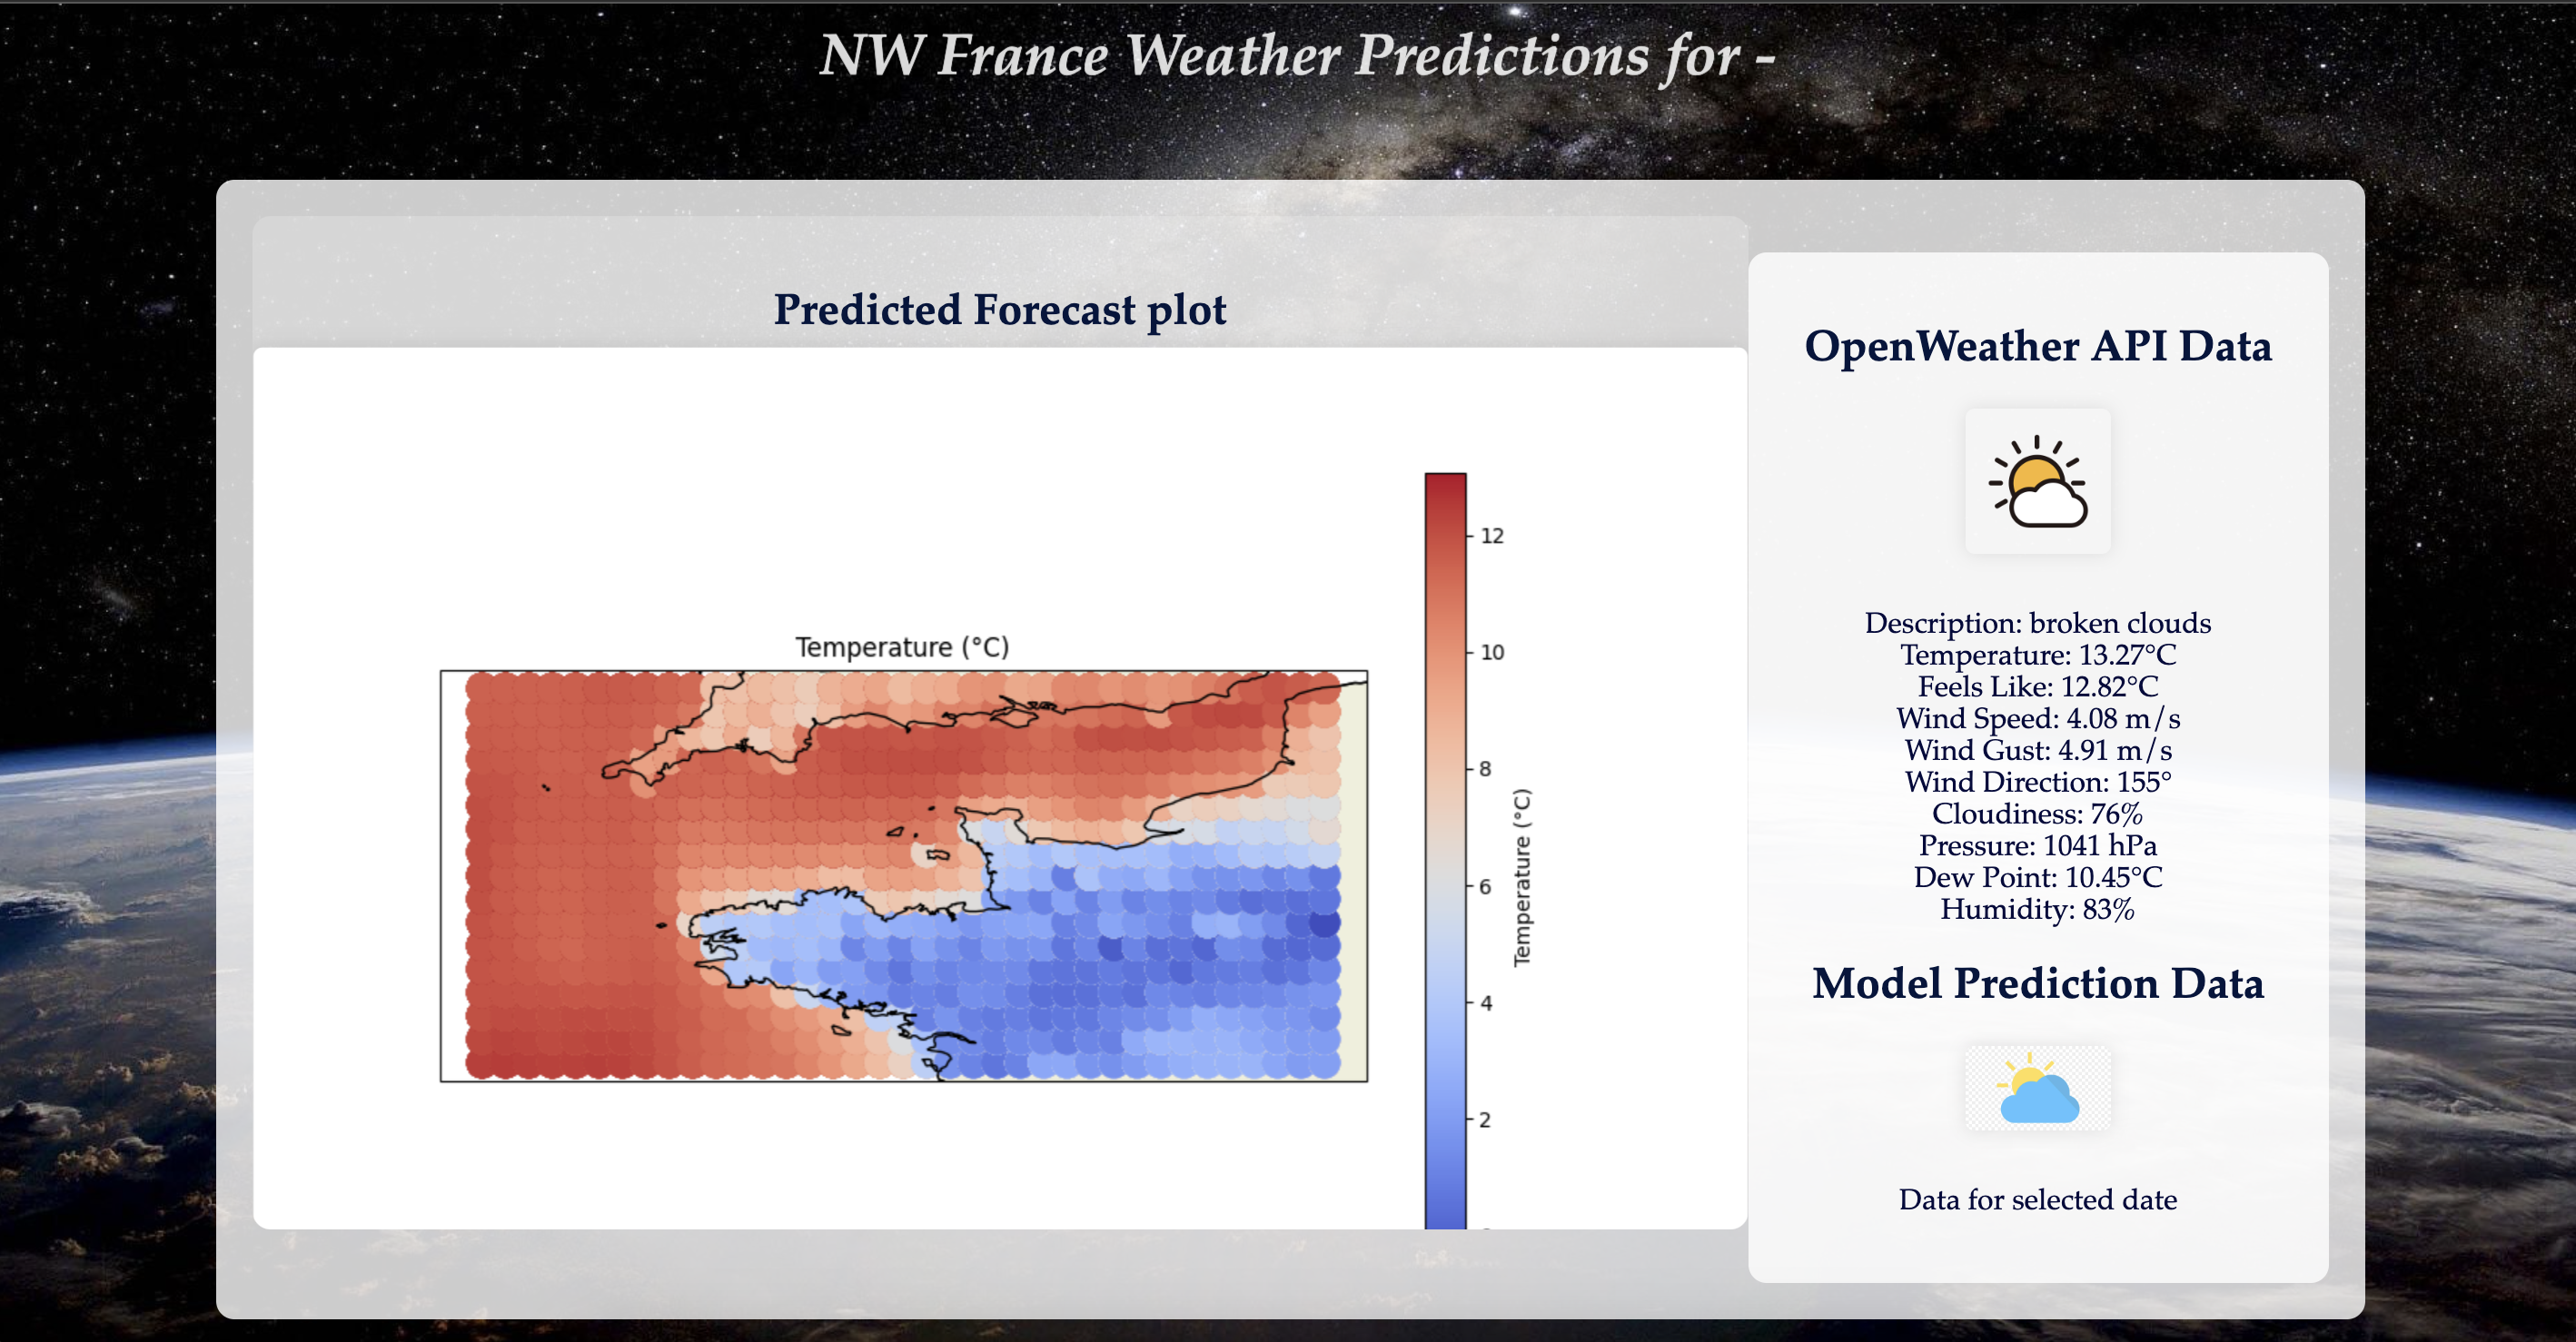 NW France Weather Predictions for -
Predicted Forecast plot
Temperature (°C)
12
10
8
6
4
2
Temperature (°C)
OpenWeather API Data
Description: broken clouds
Temperature: 13.27°C
Feels Like: 12.82°C
Wind Speed: 4.08 m/s
Wind Gust: 4.91 m/s
Wind Direction: 155°
Cloudiness: 76%
Pressure: 1041 hPa
Dew Point: 10.45°C
Humidity: 83%
Model Prediction Data
Data for selected date